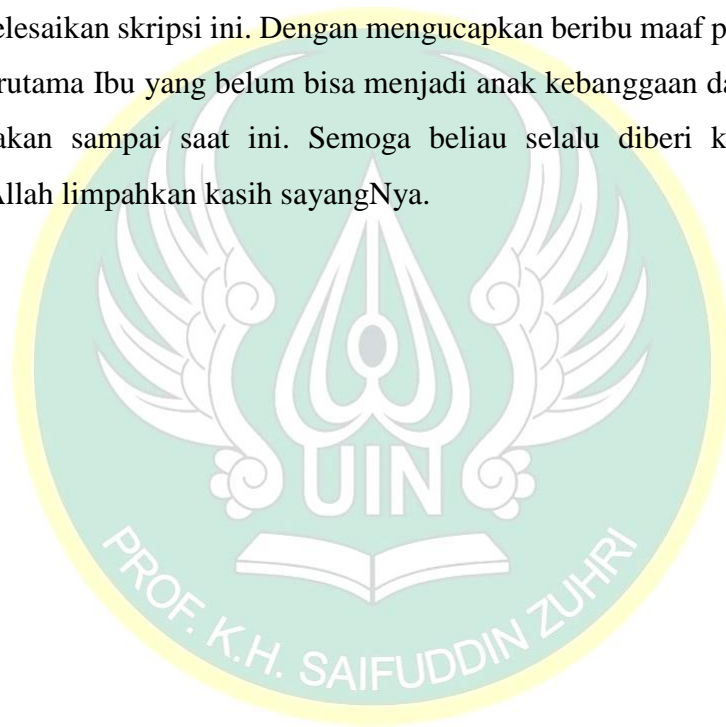 elesaikan skripsi ini. Dengan mengucapkan beribu maaf p
rutama Ibu yang belum bisa menjadi anak kebanggaan da
akan sampai saat ini. Semoga beliau selalu diberi k
Allah limpahkan kasih sayangNya.
UIN
PROF. K.H. SAIFUDDIN ZUHRI